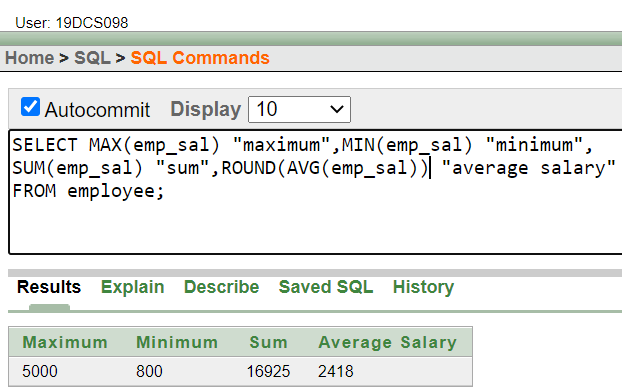 User: 19DCS098
Home > SQL > SQL Commands
Autocommit Display 10
SELECT MAX(emp_sal) "maximum",MIN(emp_sal) "minimum",
SUM(emp_sal) "sum",ROUND(AVG(emp_sal)) "average salary"
FROM employee;
Results Explain Describe Saved SQL History
Maximum Minimum Sum Average Salary
5000 800 16925 2418